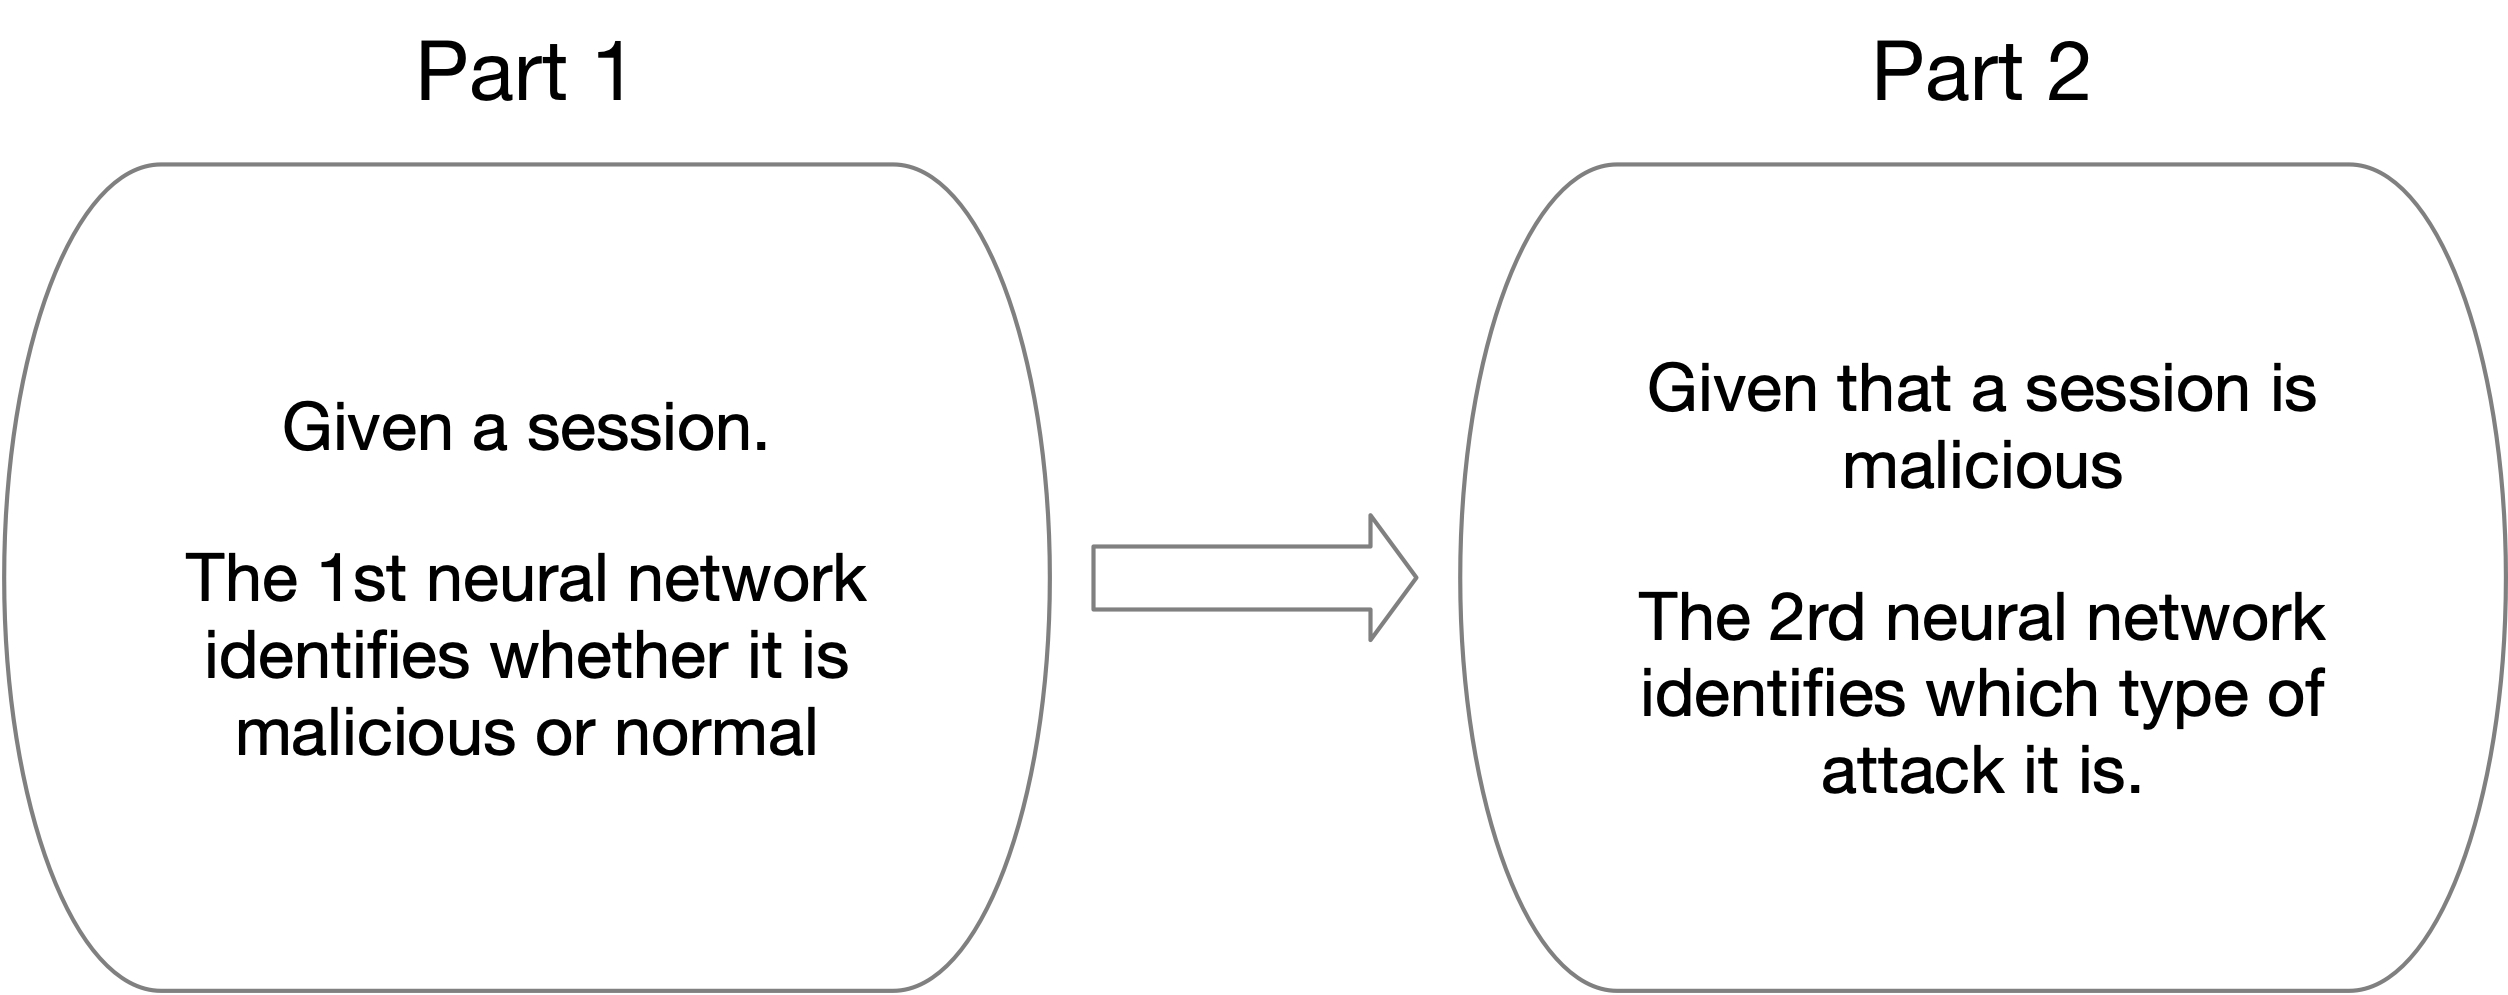 Part 1
Given a session.
The 1st neural network
identifies whether it is
malicious or normal
Part 2
Given that a session is
malicious
The 2rd neural network
identifies which type of
attack it is.